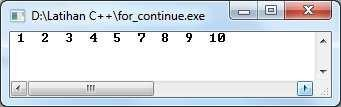 D:\Latihan C++\for_continue.exe
1 2 3 4 5 7 8 9 10